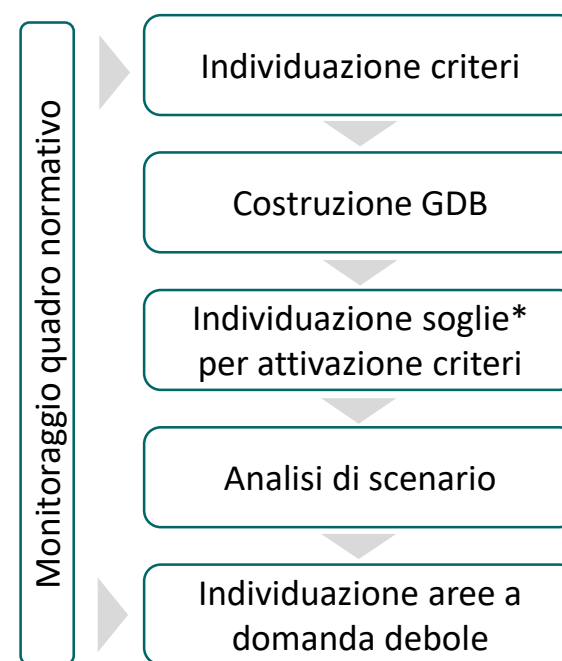 Monitoraggio quadro normativo
Individuazione criteri
Costruzione GDB
Individuazione soglie*
per attivazione criteri
Analisi di scenario
Individuazione aree a
domanda debole